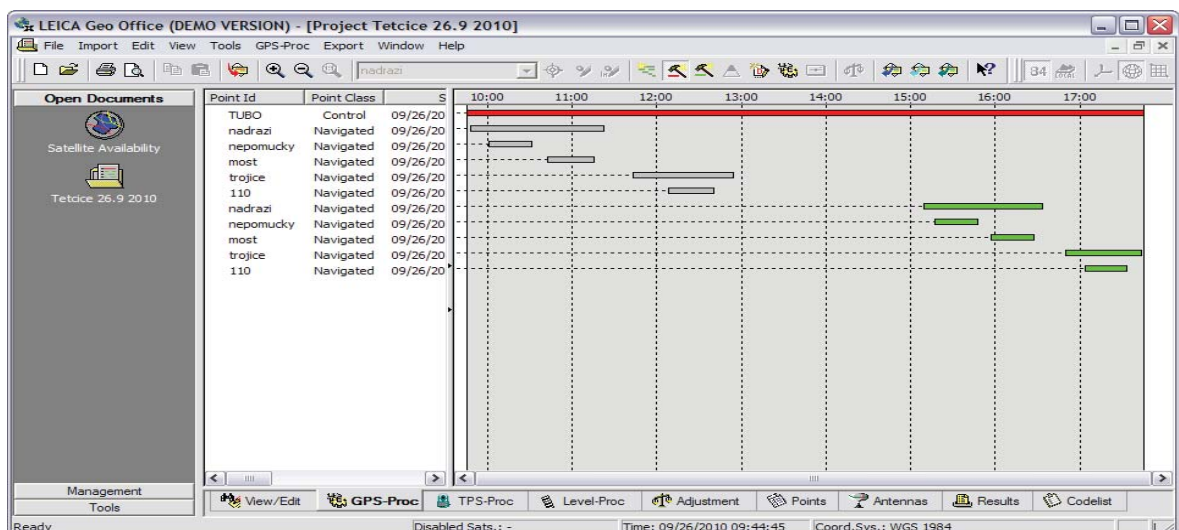 LEICA Geo Office (DEMO VERSION) - [Project Tetcice 26.9 2010]
File Import Edit View Tools GPS-Proc Export Window Help
nadrazi
84
Open Documents
Satellite Availability
Tetcice 26.9 2010
Management
Tools
Point Id Point Class S 10:00 11:00 12:00 13:00 14:00 15:00 16:00 17:00
TUBO Control 09/26/20
nadrazi Navigated 09/26/20
nepomucky Navigated 09/26/20
most Navigated 09/26/20
trojice Navigated 09/26/20
110 Navigated 09/26/20
nadrazi Navigated 09/26/20
nepomucky Navigated 09/26/20
most Navigated 09/26/20
trojice Navigated 09/26/20
110 Navigated 09/26/20
View/Edit GPS-Proc TPS-Proc Level-Proc Adjustment Points Antennas Results Codelist
Ready Disabled Sats.: - Time: 09/26/2010 09:44:45 Coord.Sys.: WGS 1984